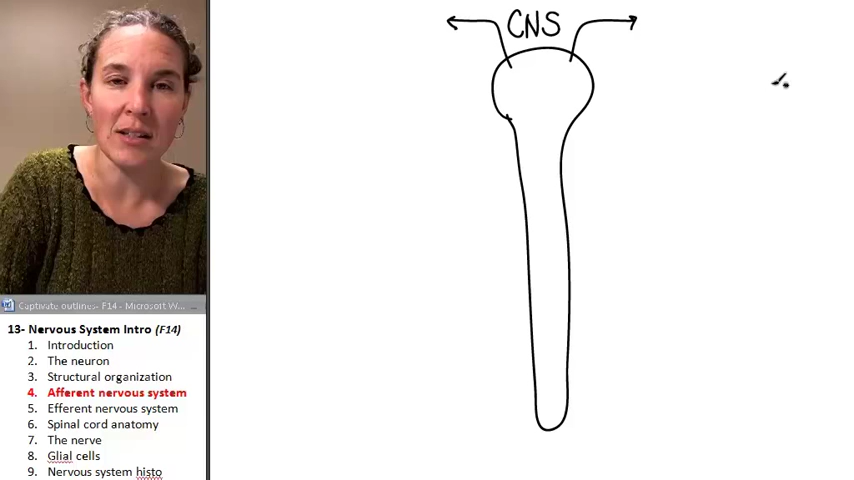 CNS
Captivate outlines- F14 - Microsoft W...
13- Nervous System Intro (F14)
1. Introduction
2. The neuron
3. Structural organization
4. Afferent nervous system
5. Efferent nervous system
6. Spinal cord anatomy
7. The nerve
8. Glial cells
9. Nervous system histo